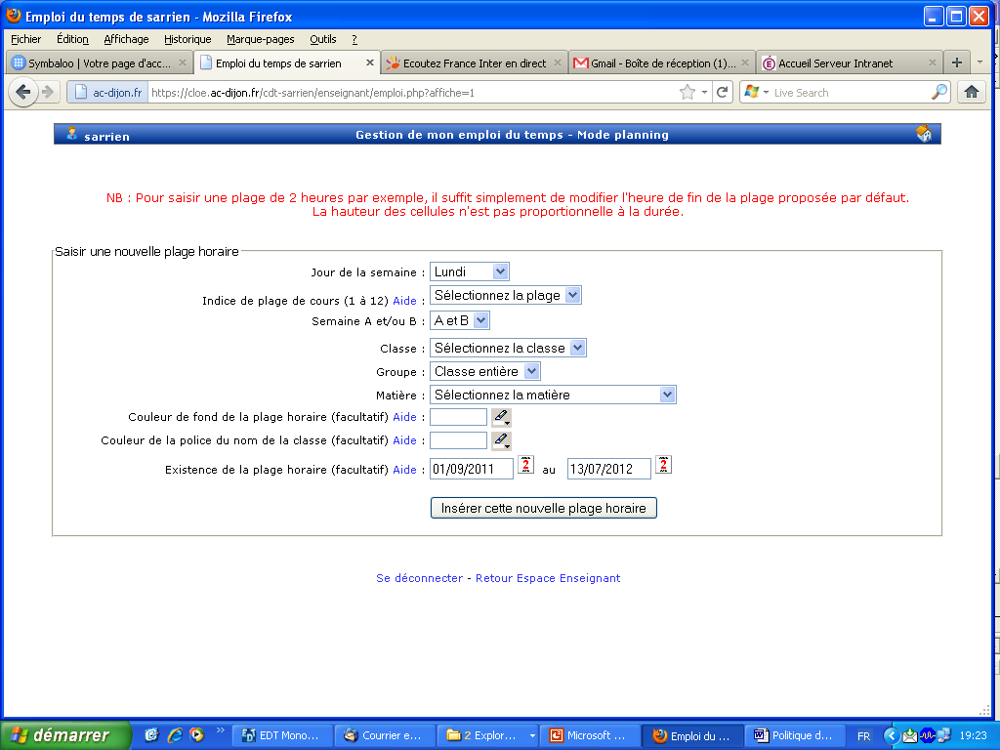 Emploi du temps de sarrien - Mozilla Firefox
Fichier Édition Affichage Historique Marque-pages Outils ?
Symbaloo | Votre page d'acc... Emploi du temps de sarrien Ecoutez France Inter en direct Gmail - Boîte de réception (1)... Accueil Serveur Intranet
ac-dijon.fr https://cloe.ac-dijon.fr/cdt-sarrien/enseignant/emploi.php?affiche=1 Live Search
sarrien Gestion de mon emploi du temps - Mode planning
NB : Pour saisir une plage de 2 heures par exemple, il suffit simplement de modifier l'heure de fin de la plage proposée par défaut.
La hauteur des cellules n'est pas proportionnelle à la durée.
Saisir une nouvelle plage horaire
Jour de la semaine : Lundi
Indice de plage de cours (1 à 12) Aide : Sélectionnez la plage
Semaine A et/ou B : A et B
Classe : Sélectionnez la classe
Groupe : Classe entière
Matière : Sélectionnez la matière
Couleur de fond de la plage horaire (facultatif) Aide :
Couleur de la police du nom de la classe (facultatif) Aide :
Existence de la plage horaire (facultatif) Aide : 01/09/2011 2 au 13/07/2012 2
Insérer cette nouvelle plage horaire
Se déconnecter - Retour Espace Enseignant
démarrer » EDT Mono... Courrier e... 2 Explor... Microsoft ... Emploi du ... Politique d... FR 19:23